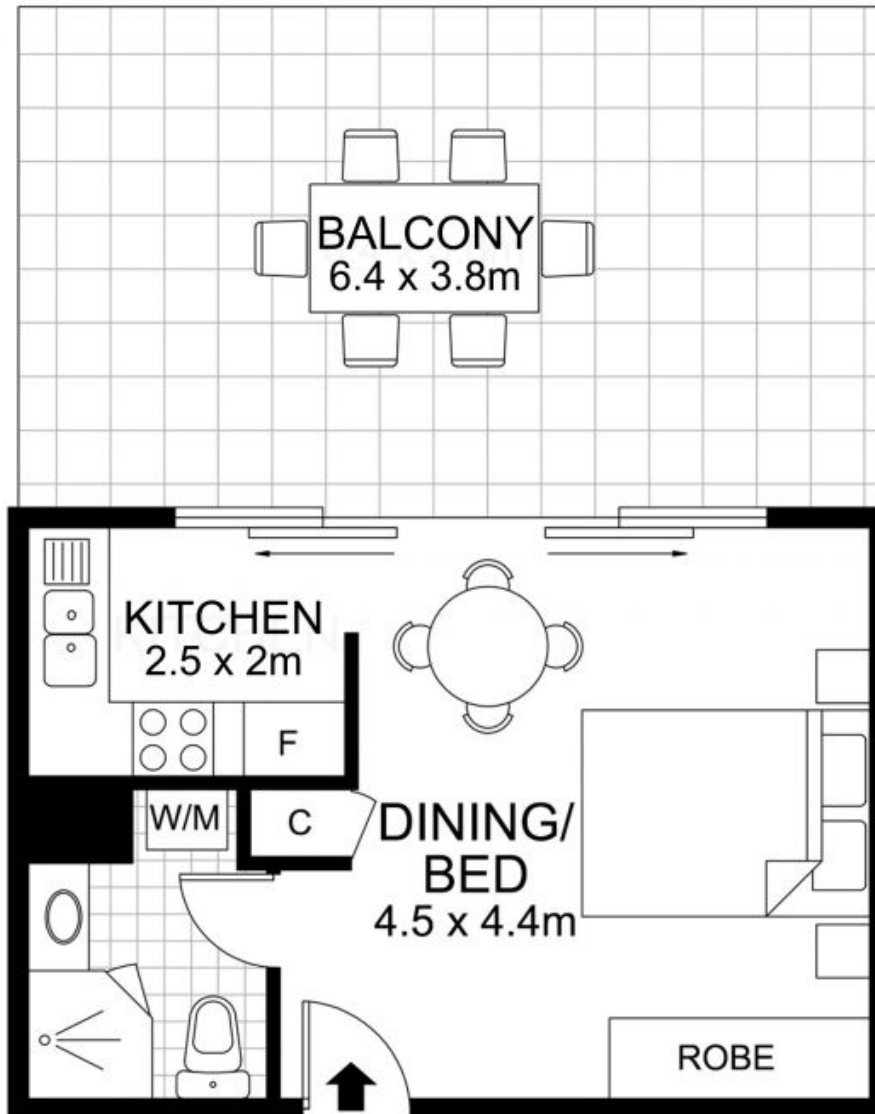 BALCONY
6.4 x 3.8m
KITCHEN
2.5 x 2m
F
W/M
C
DINING/
BED
4.5 x 4.4m
ROBE